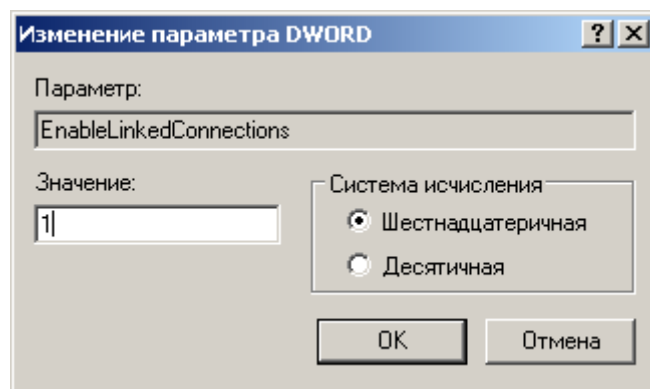 Изменение параметра DWORD
Параметр:
EnableLinkedConnections
Значение:
1
Система исчисления
Шестнадцатеричная
Десятичная
OK
Отмена